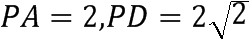 PA = 2,PD = 2√2